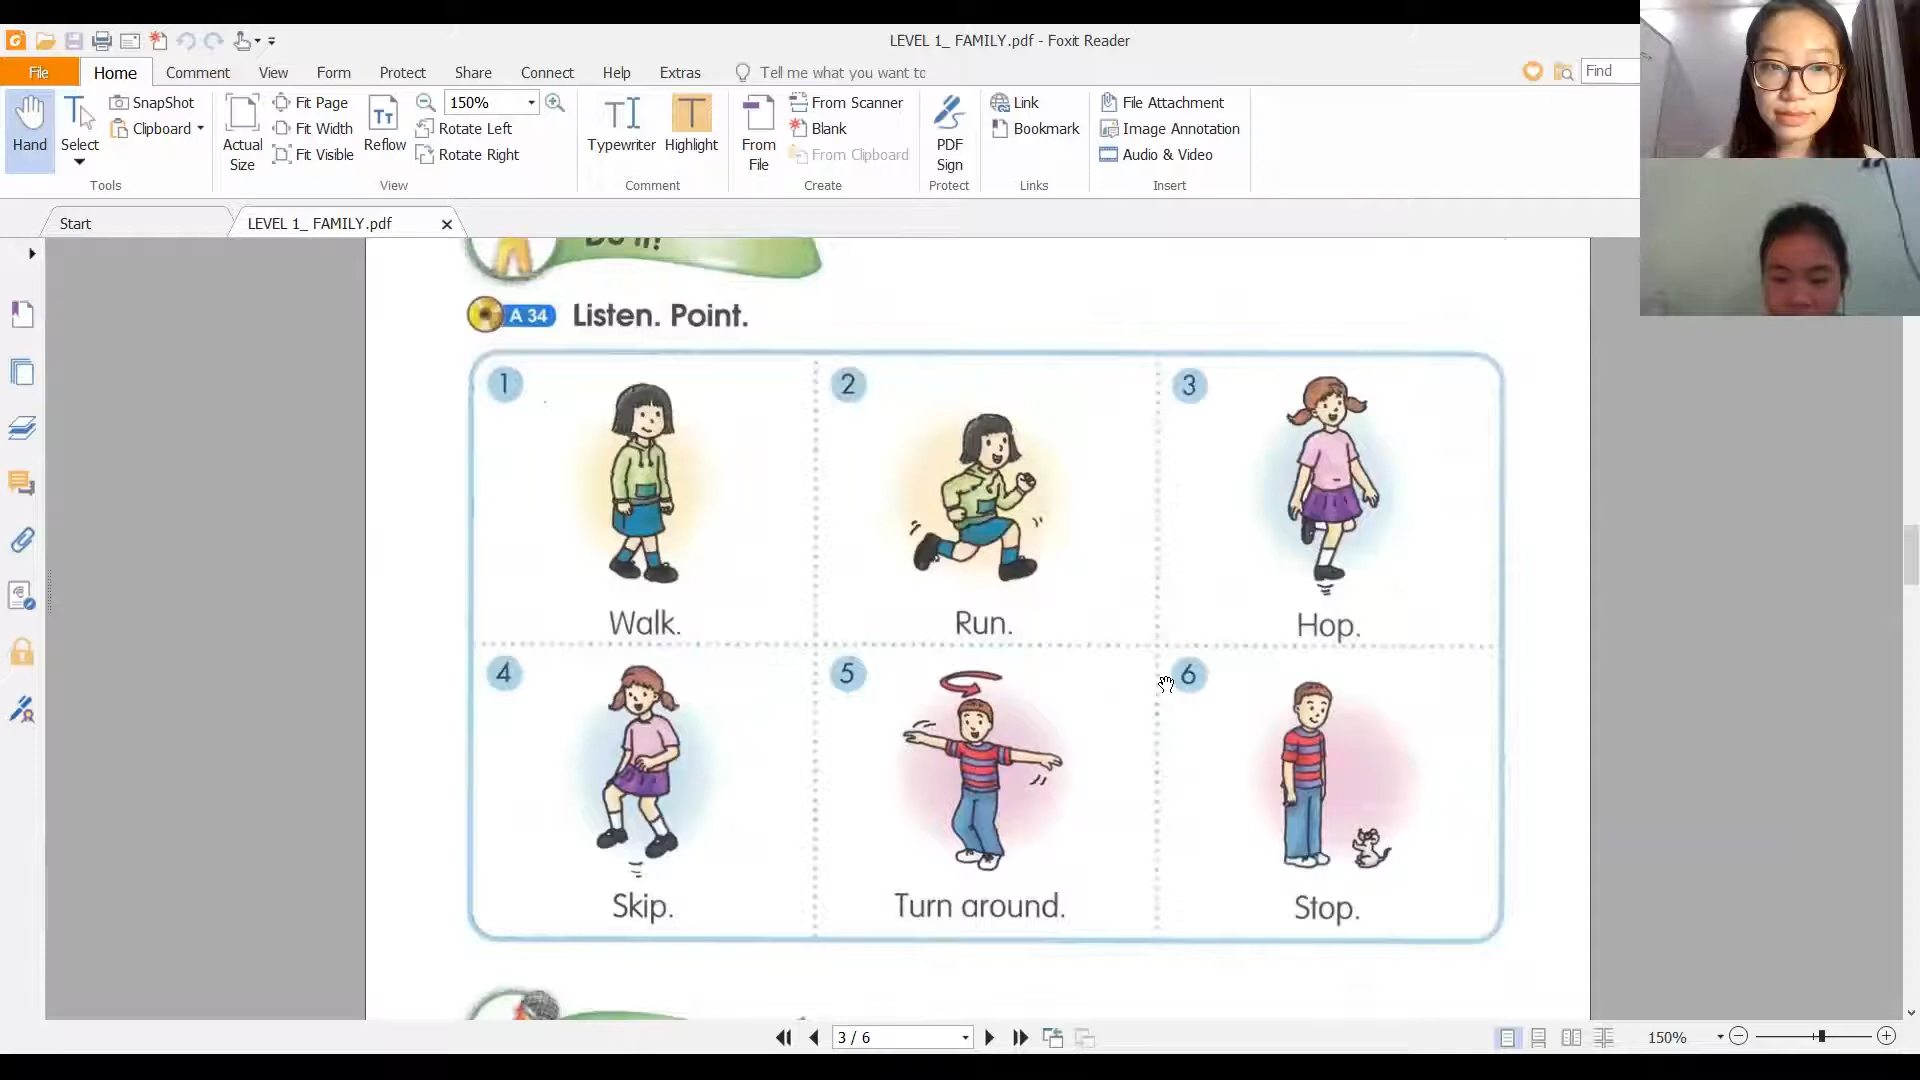 LEVEL 1_ FAMILY.pdf - Foxit Reader
File Home Comment View Form Protect Share Connect Help Extras Tell me what you want to Find
Hand
Select
SnapShot
Clipboard
Tools
Actual Size
Fit Page
Fit Width
Fit Visible
Reflow
150%
Rotate Left
Rotate Right
View
Typewriter
Highlight
Comment
From File
From Scanner
Blank
From Clipboard
Create
PDF Sign
Protect
Link
Bookmark
Links
File Attachment
Image Annotation
Audio & Video
Insert
Start
LEVEL 1_ FAMILY.pdf
Do it!
A 34 Listen. Point.
1
Walk.
2
Run.
3
Hop.
4
Skip.
5
Turn around.
6
Stop.
3 / 6
150%